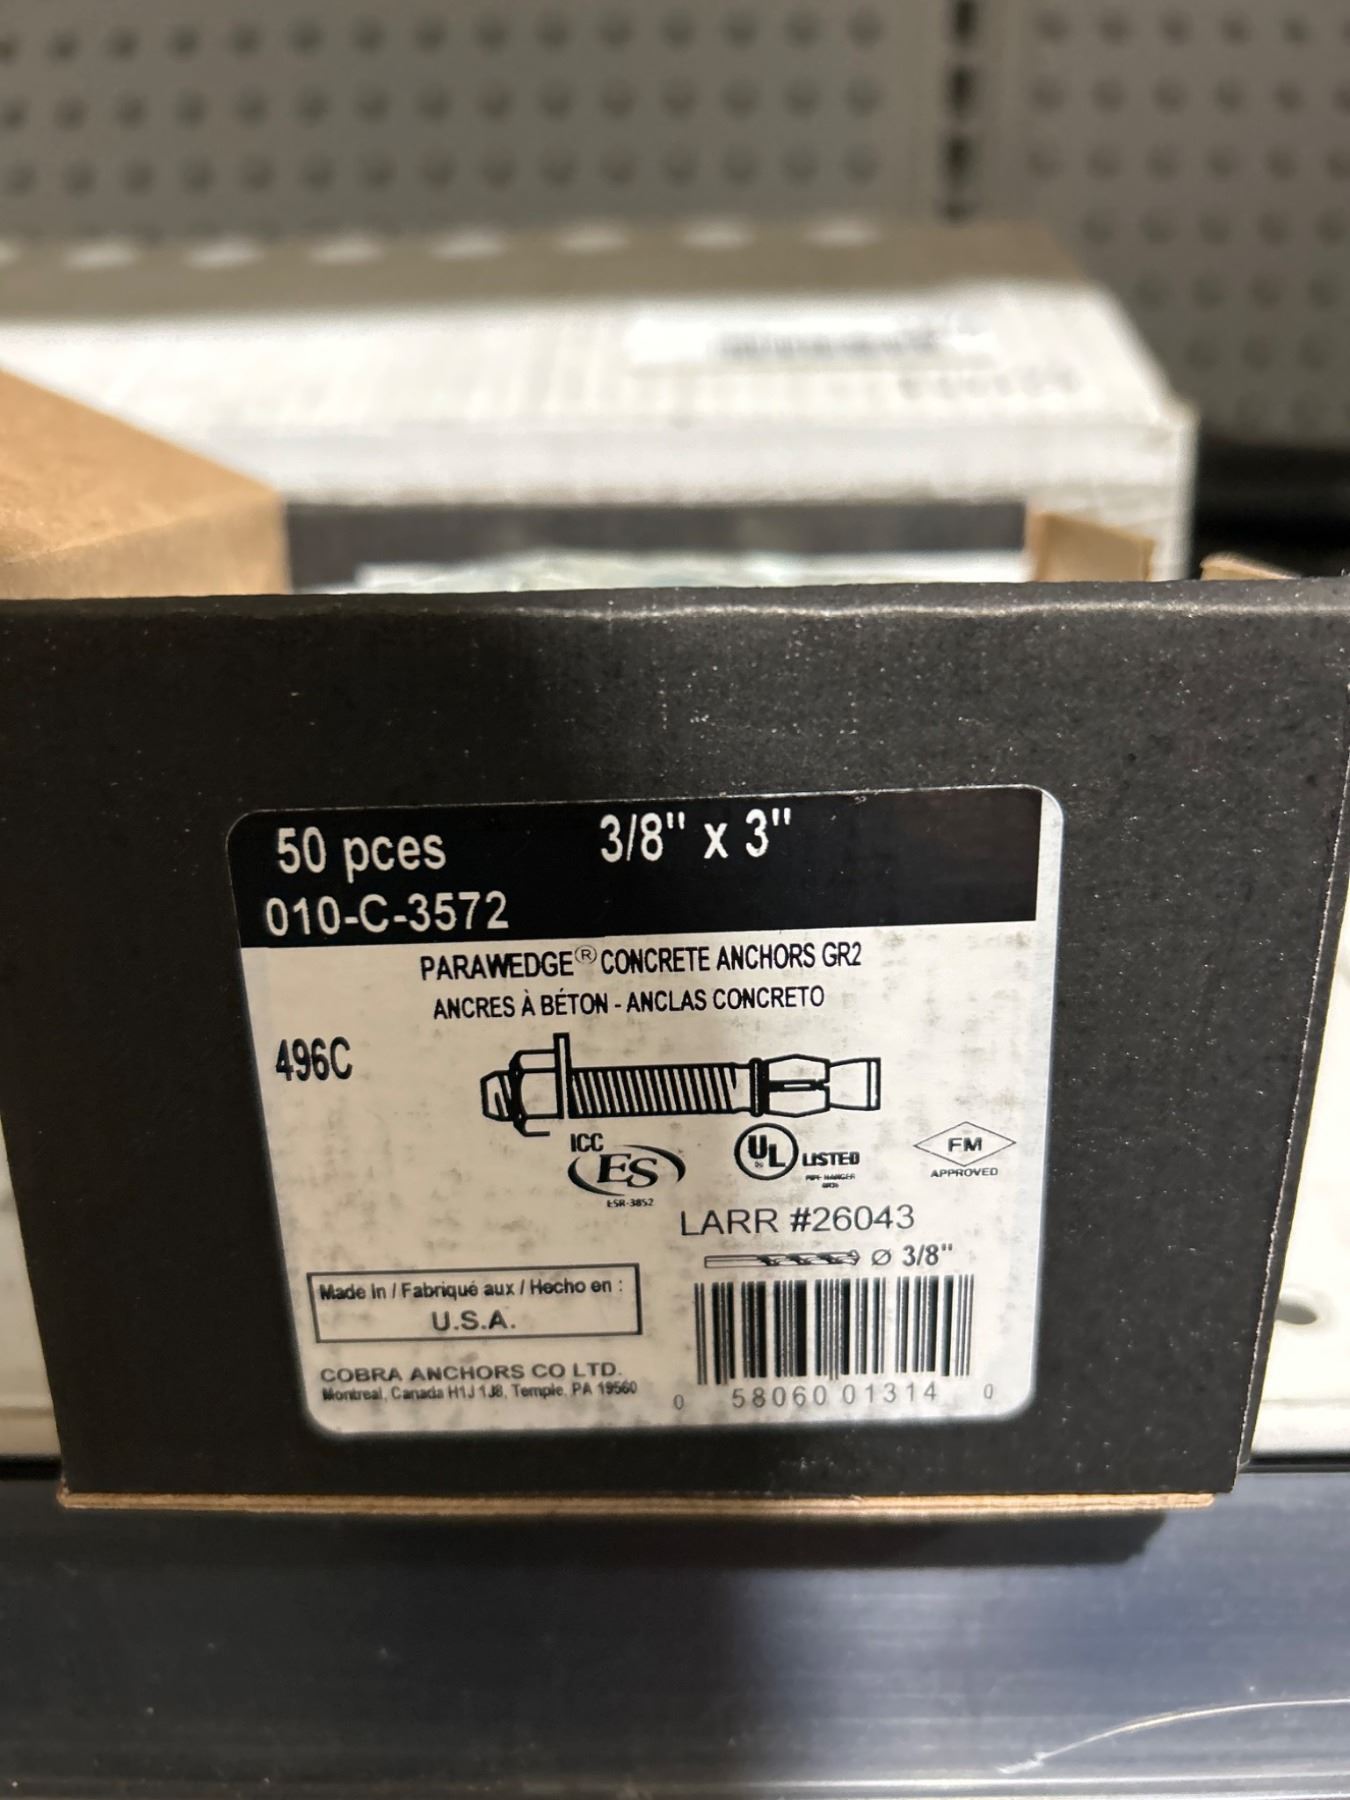 50 pces 3/8" x 3"
010-C-3572
PARAWEDGE® CONCRETE ANCHORS GR2
ANCRES À BÉTON - ANCLAS CONCRETO
496C
ICC
ES
ESR-3852
UL LISTED
PIPE HANGER
FM
APPROVED
LARR #26043
Ø 3/8"
Made In / Fabriqué aux / Hecho en :
U.S.A.
COBRA ANCHORS CO LTD.
Montreal, Canada H1J 1J8, Temple, PA 19560
0 58060 01314 0